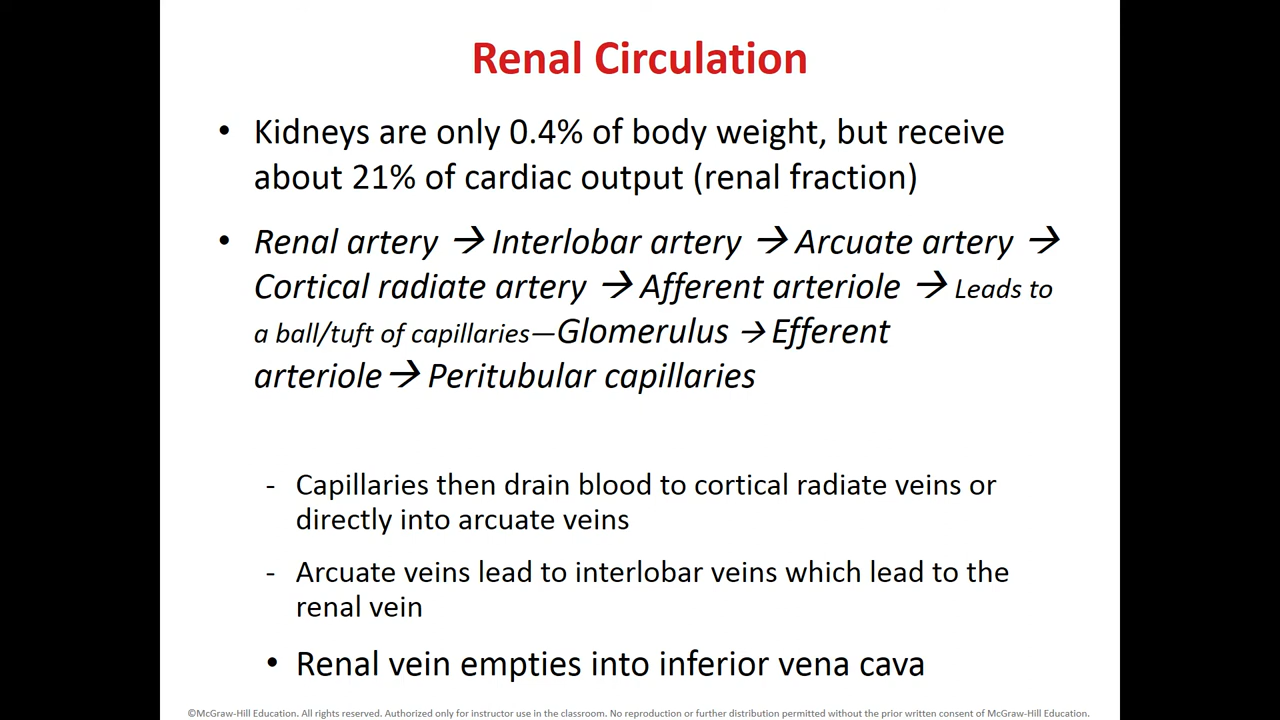 Renal Circulation
• Kidneys are only 0.4% of body weight, but receive
about 21% of cardiac output (renal fraction)
• Renal artery → Interlobar artery → Arcuate artery →
Cortical radiate artery → Afferent arteriole → Leads to
a ball/tuft of capillaries—Glomerulus → Efferent
arteriole → Peritubular capillaries
- Capillaries then drain blood to cortical radiate veins or
directly into arcuate veins
- Arcuate veins lead to interlobar veins which lead to the
renal vein
• Renal vein empties into inferior vena cava
©McGraw-Hill Education. All rights reserved. Authorized only for instructor use in the classroom. No reproduction or further distribution permitted without the prior written consent of McGraw-Hill Education.